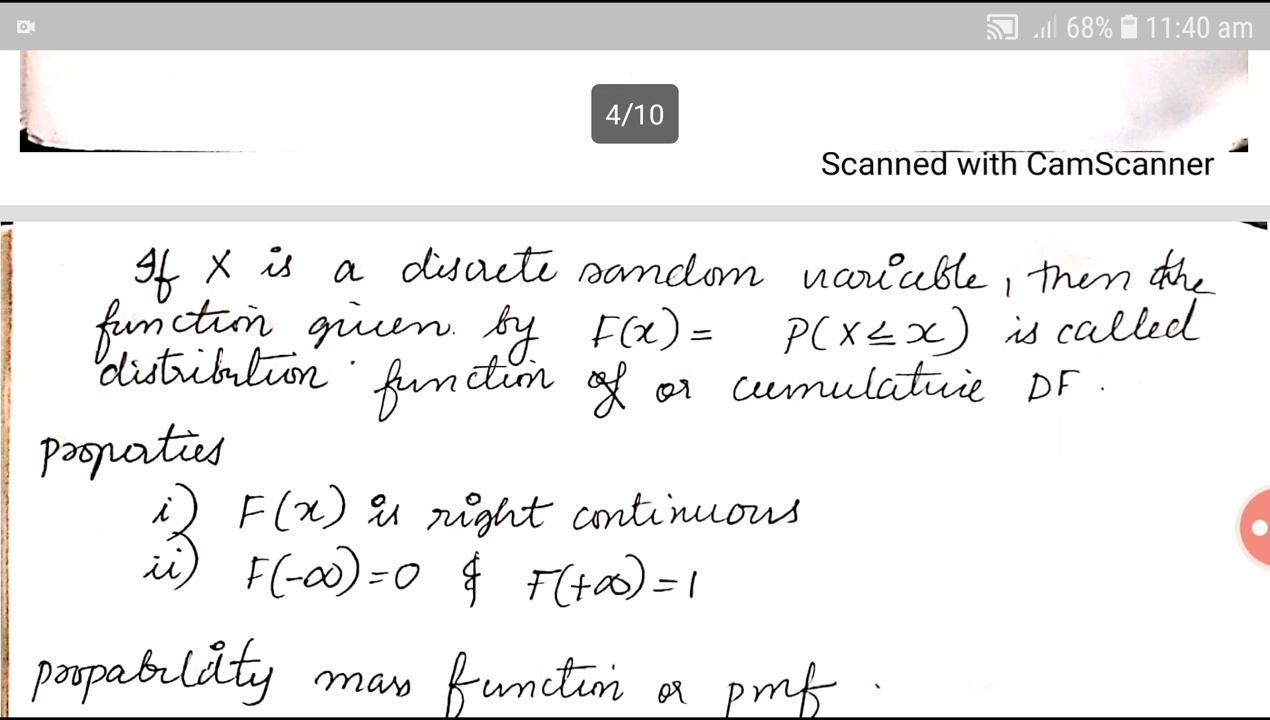 68% 11:40 am
4/10
Scanned with CamScanner
If X is a discrete random variable, then the
function given by F(x) = P(X ≤ x) is called
distribution function of or cumulative DF.
properties
i) F(x) is right continuous
ii) F(-∞)=0 & F(+∞)=1
propability mass function or pmf.